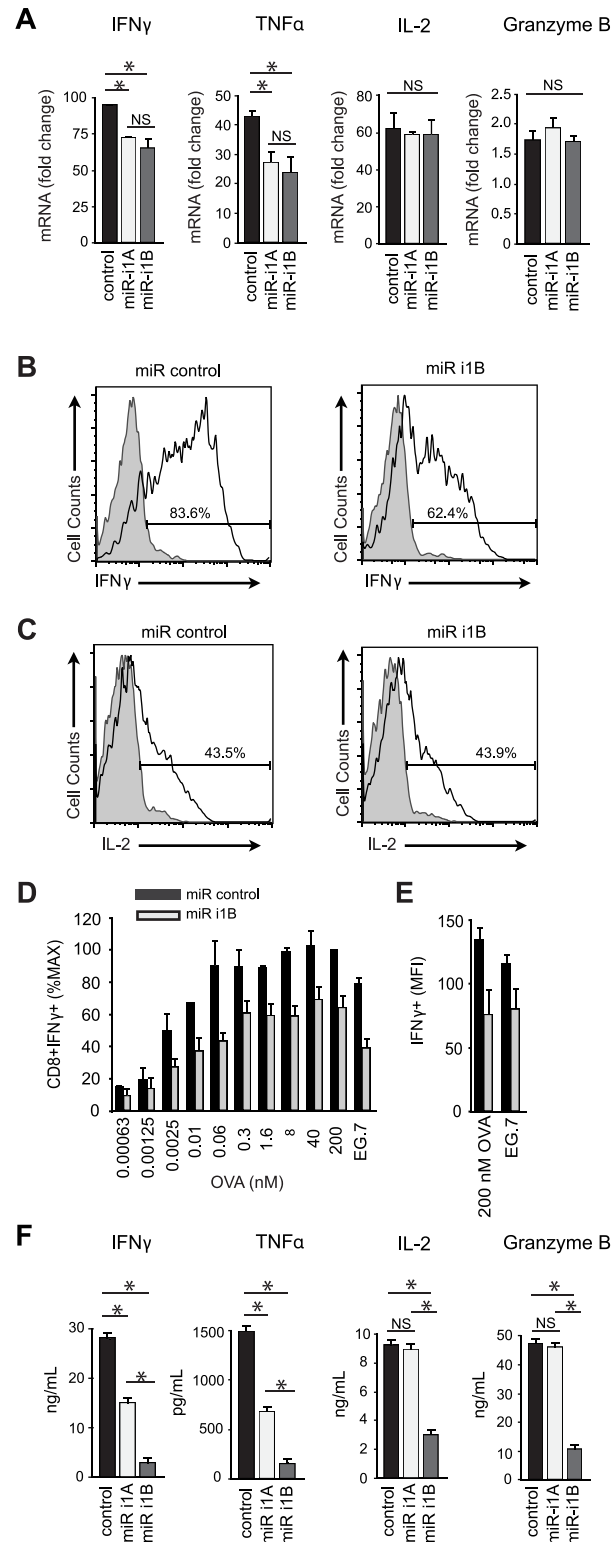 A
IFNγ TNFα IL-2 Granzyme B
* * NS
* * NS
NS
NS
mRNA (fold change)
100
75
50
25
0
control
miR-i1A
miR-i1B
mRNA (fold change)
50
40
30
20
10
0
control
miR-i1A
miR-i1B
mRNA (fold change)
80
60
40
20
0
control
miR-i1A
miR-i1B
mRNA (fold change)
2.5
2.0
1.5
1.0
0.5
0
control
miR-i1A
miR-i1B
B
miR control miR i1B
Cell Counts
83.6%
IFNγ
Cell Counts
62.4%
IFNγ
C
miR control miR i1B
Cell Counts
43.5%
IL-2
Cell Counts
43.9%
IL-2
D
miR control
miR i1B
CD8+IFNγ+ (%MAX)
120
100
80
60
40
20
0
0.00063
0.00125
0.0025
0.01
0.06
0.3
1.6
8
40
200
EG.7
OVA (nM)
E
IFNγ+ (MFI)
150
100
50
0
200 nM OVA
EG.7
F
IFNγ TNFα IL-2 Granzyme B
* * *
* * *
* NS *
* NS *
ng/mL
30
15
0
control
miR i1A
miR i1B
pg/mL
1500
1000
500
0
control
miR i1A
miR i1B
ng/mL
12
10
8
6
4
2
0
control
miR i1A
miR i1B
ng/mL
50
40
30
20
10
0
control
miR-i1A
miR-i1B